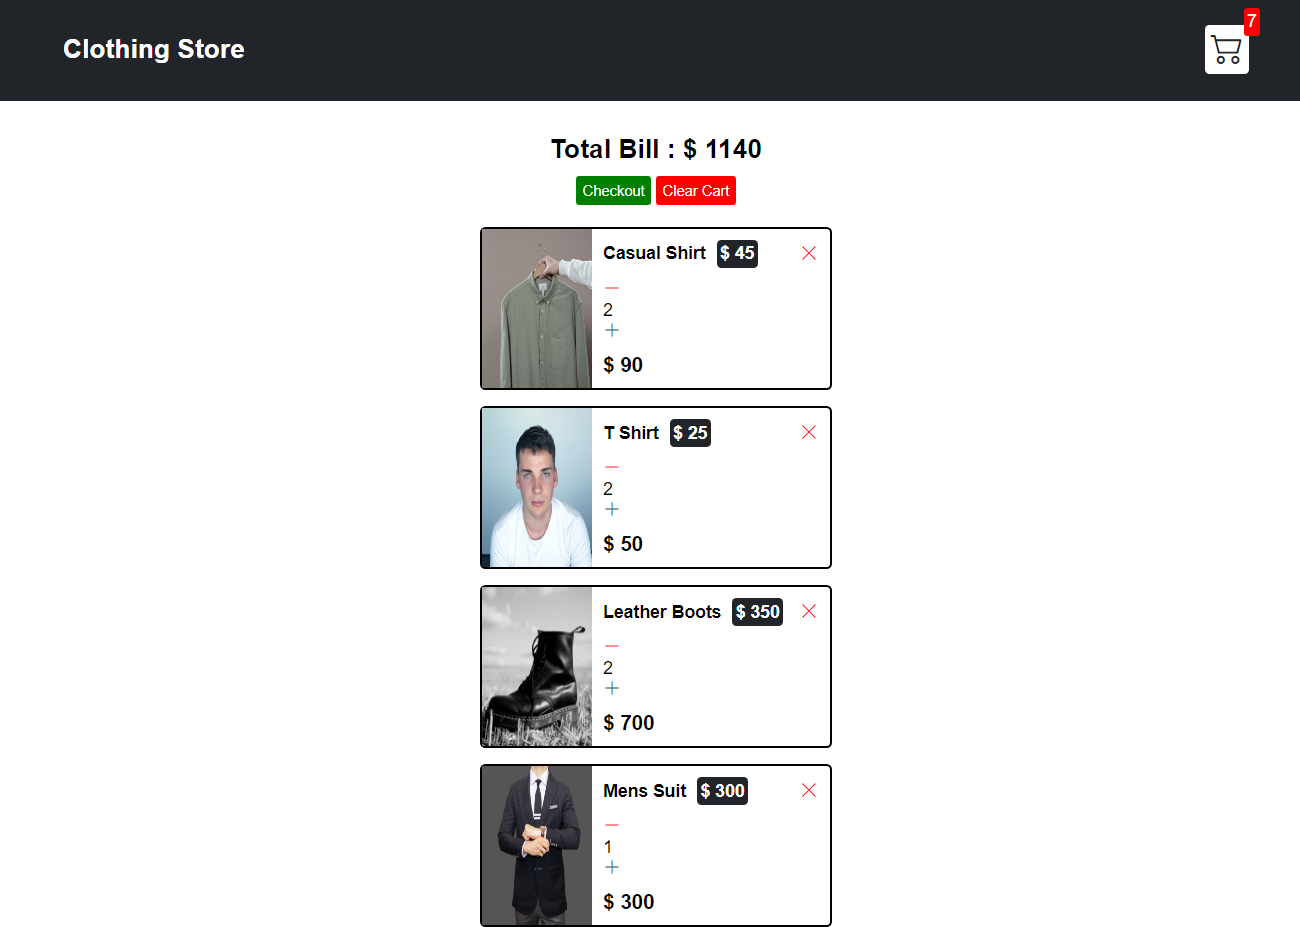 Clothing Store
7
Total Bill : $ 1140
Checkout Clear Cart
Casual Shirt $ 45
2
$ 90
T Shirt $ 25
2
$ 50
Leather Boots $ 350
2
$ 700
Mens Suit $ 300
1
$ 300